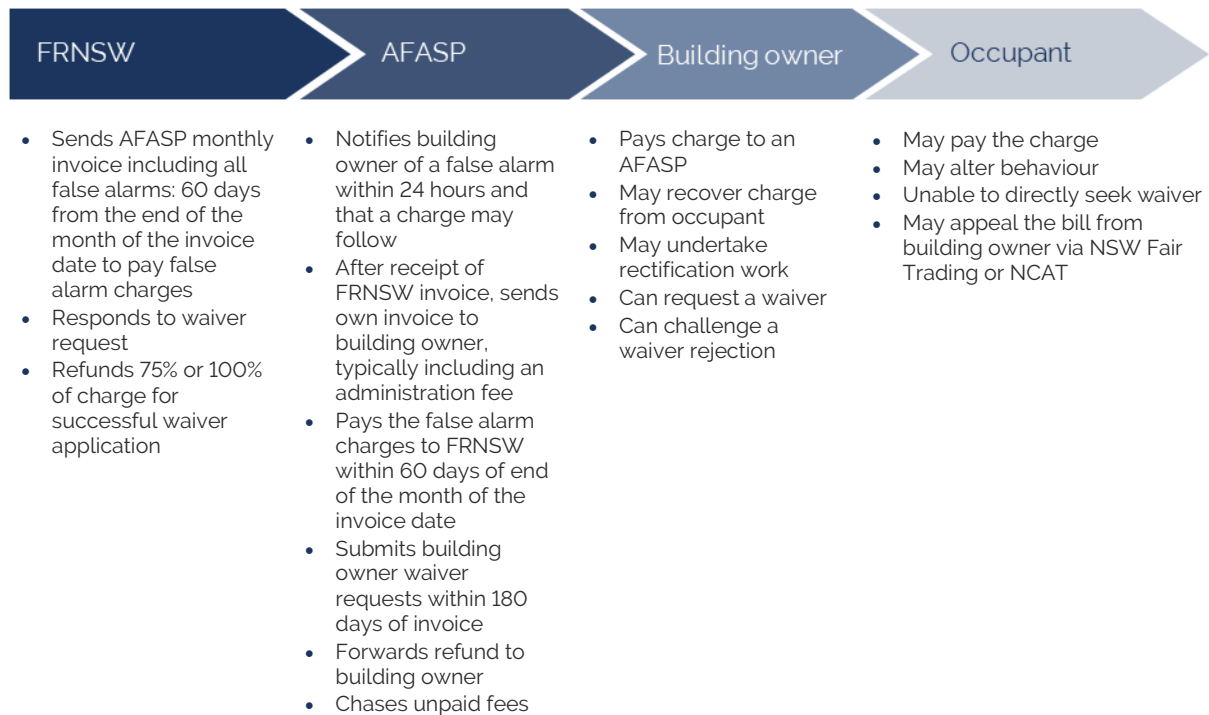 FRNSW
AFASP
Building owner
Occupant
• Sends AFASP monthly
invoice including all
false alarms: 60 days
from the end of the
month of the invoice
date to pay false
alarm charges
• Responds to waiver
request
• Refunds 75% or 100%
of charge for
successful waiver
application
• Notifies building
owner of a false alarm
within 24 hours and
that a charge may
follow
• After receipt of
FRNSW invoice, sends
own invoice to
building owner,
typically including an
administration fee
• Pays the false alarm
charges to FRNSW
within 60 days of end
of the month of the
invoice date
• Submits building
owner waiver
requests within 180
days of invoice
• Forwards refund to
building owner
• Chases unpaid fees
• Pays charge to an
AFASP
• May recover charge
from occupant
• May undertake
rectification work
• Can request a waiver
• Can challenge a
waiver rejection
• May pay the charge
• May alter behaviour
• Unable to directly seek waiver
• May appeal the bill from
building owner via NSW Fair
Trading or NCAT